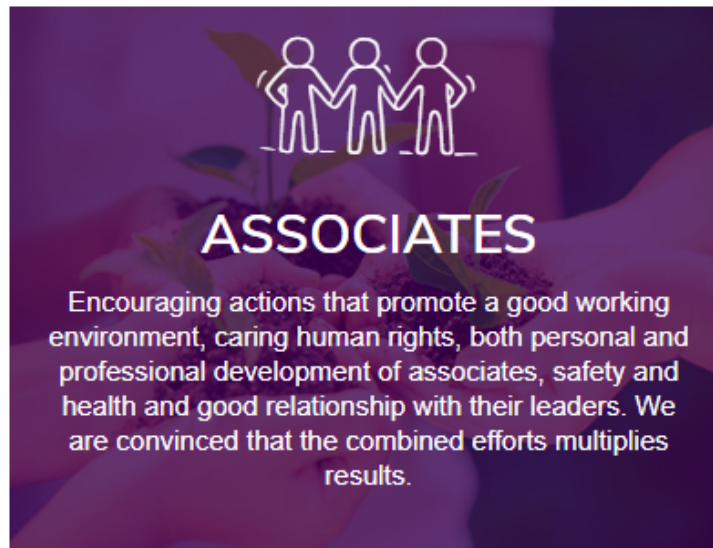 ASSOCIATES
Encouraging actions that promote a good working
environment, caring human rights, both personal and
professional development of associates, safety and
health and good relationship with their leaders. We
are convinced that the combined efforts multiplies
results.